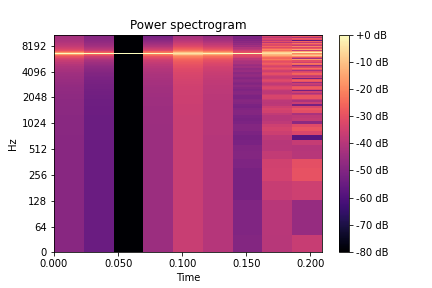 Power spectrogram
Hz
8192
4096
2048
1024
512
256
128
64
0
0.000 0.050 0.100 0.150 0.200
Time
+0 dB
-10 dB
-20 dB
-30 dB
-40 dB
-50 dB
-60 dB
-70 dB
-80 dB